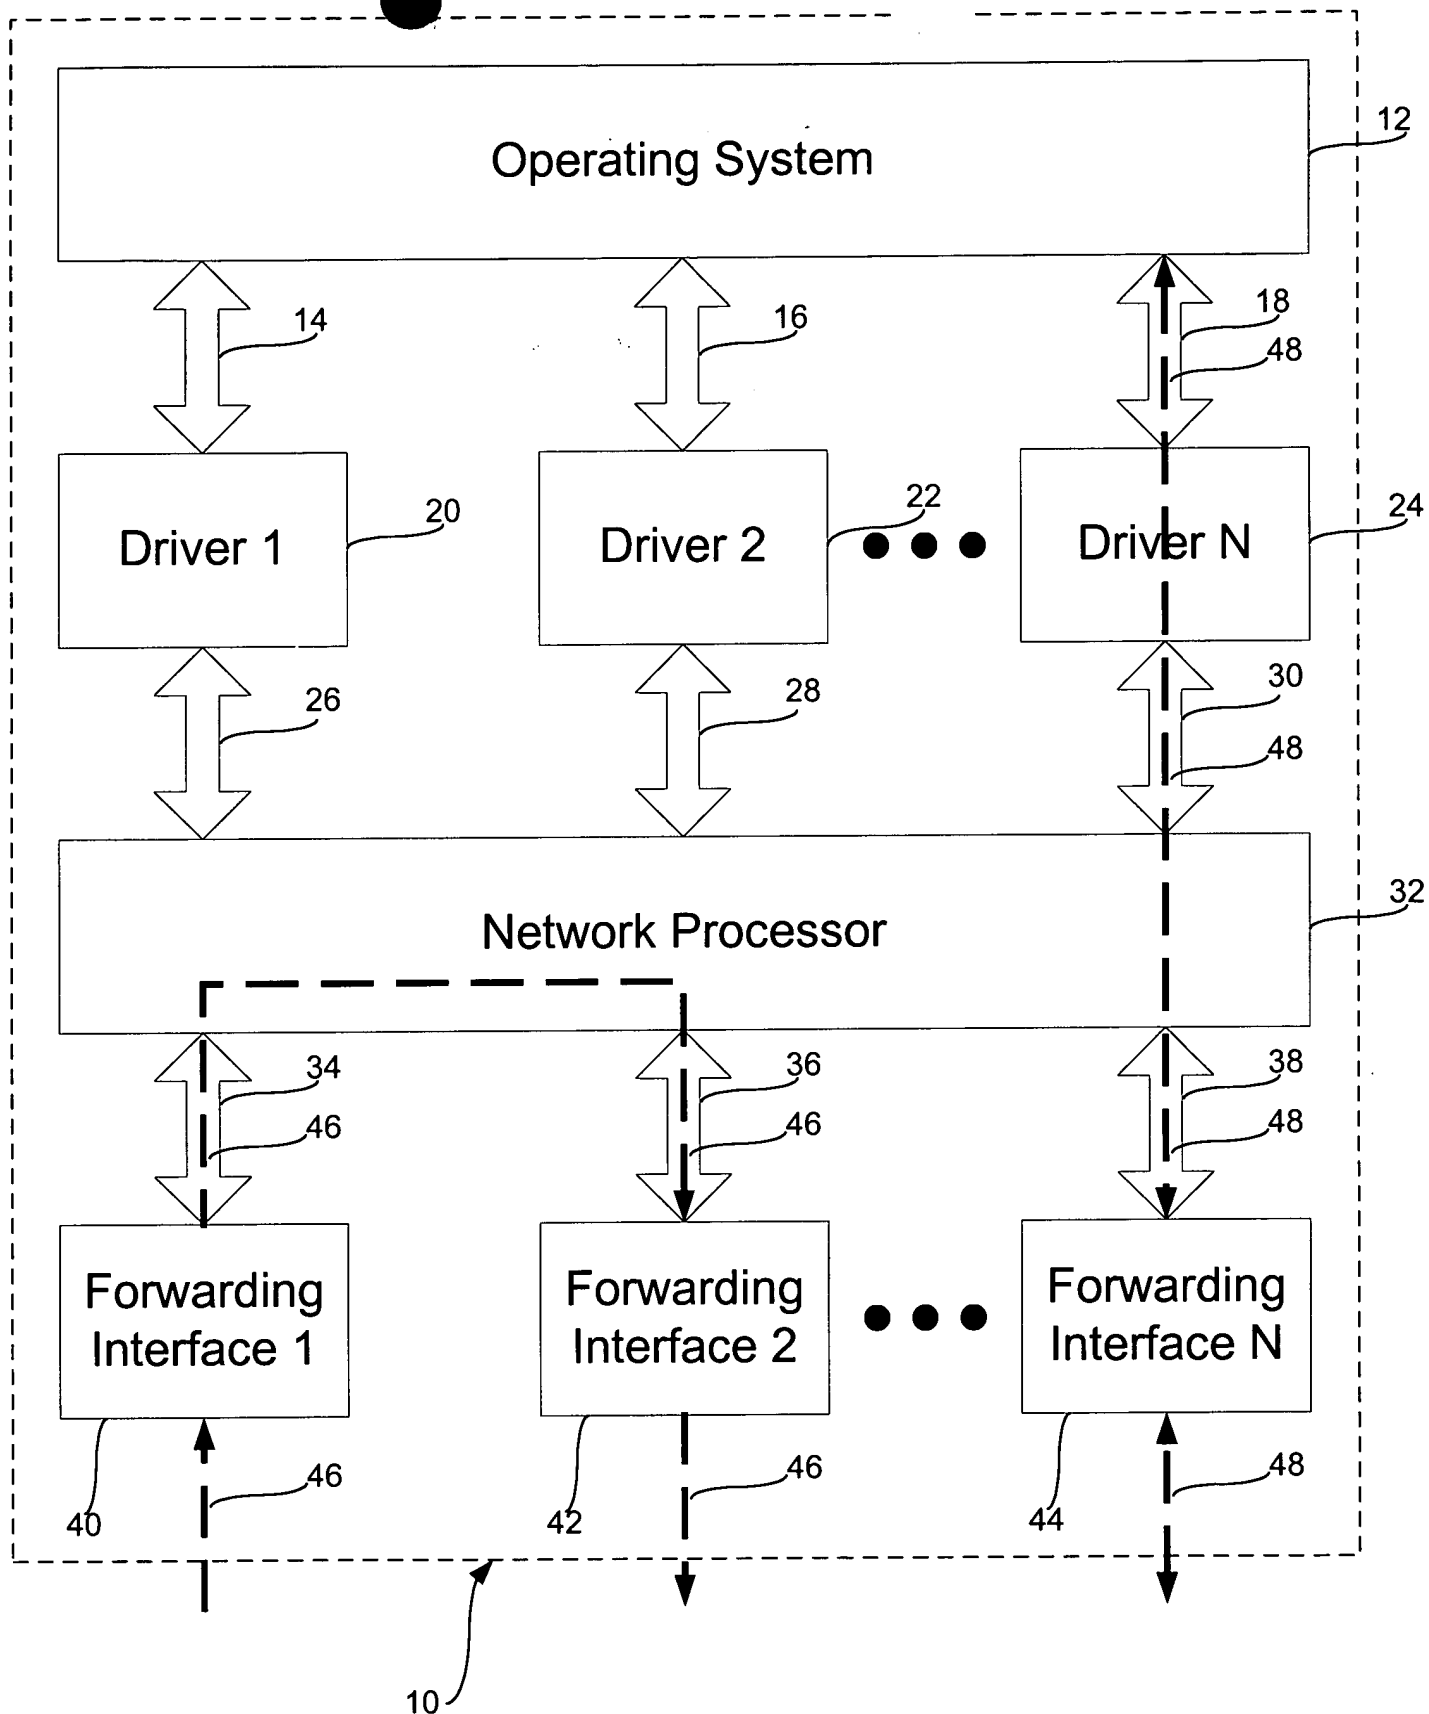 12
Operating System
14
16
18
48
20
22
24
Driver 1
Driver 2
Driver N
26
28
30
48
32
Network Processor
34
36
38
46
46
48
Forwarding
Interface 1
Forwarding
Interface 2
Forwarding
Interface N
46
46
48
40
42
44
10